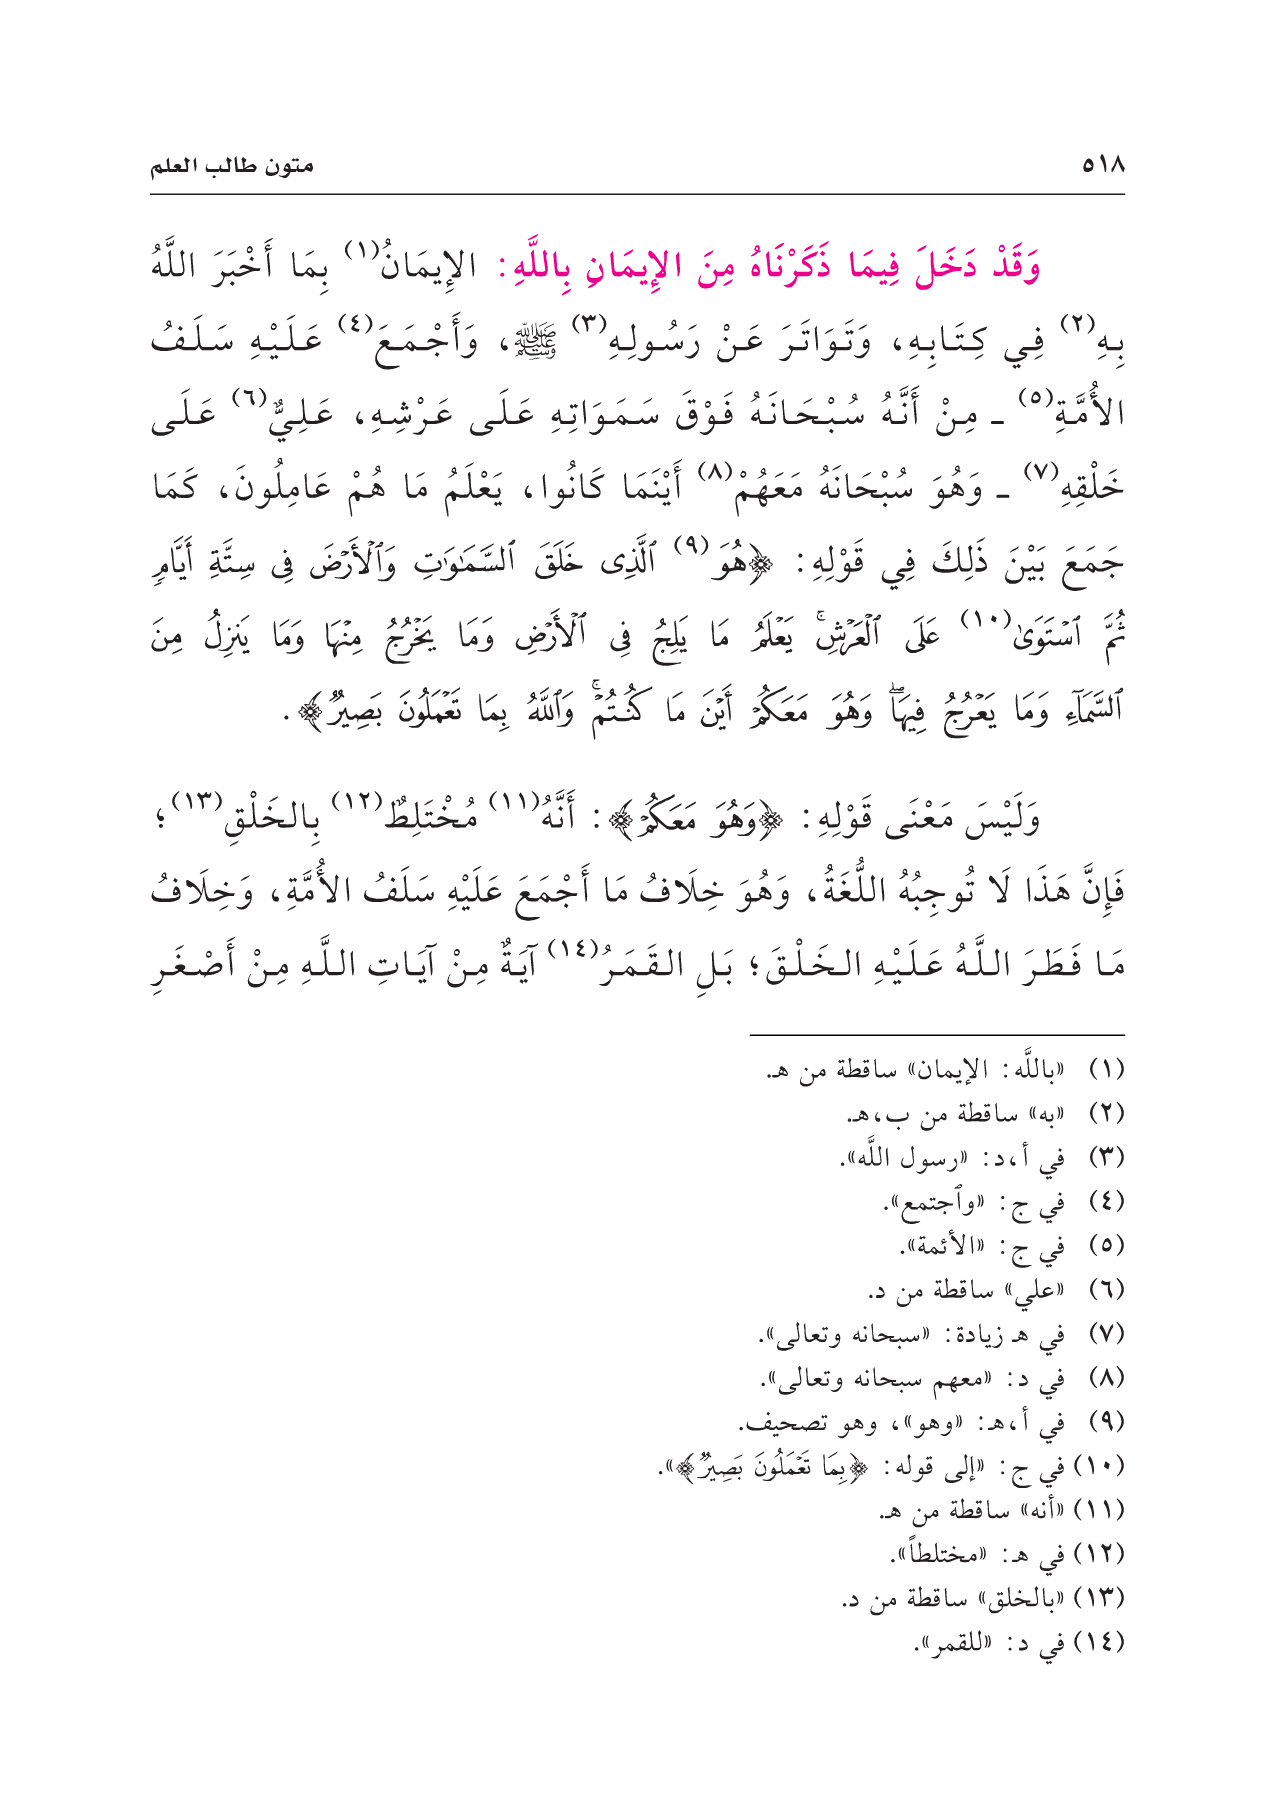 ٥١٨ متون طالب العلم
وَقَدْ دَخَلَ فِيمَا ذَكَرْنَاهُ مِنَ الإِيمَانِ بِاللَّهِ: الإِيمَانُ(١) بِمَا أَخْبَرَ اللَّهُ
بِهِ(٢) فِي كِتَابِهِ، وَتَوَاتَرَ عَنْ رَسُولِهِ(٣) ﷺ، وَأَجْمَعَ(٤) عَلَيْهِ سَلَفُ
الأُمَّةِ(٥) ـ مِنْ أَنَّهُ سُبْحَانَهُ فَوْقَ سَمَوَاتِهِ عَلَى عَرْشِهِ، عَلِيٌّ(٦) عَلَى
خَلْقِهِ(٧) ـ وَهُوَ سُبْحَانَهُ مَعَهُمْ(٨) أَيْنَمَا كَانُوا، يَعْلَمُ مَا هُمْ عَامِلُونَ، كَمَا
جَمَعَ بَيْنَ ذَلِكَ فِي قَوْلِهِ: ﴿هُوَ(٩) ٱلَّذِى خَلَقَ ٱلسَّمَـٰوَٰتِ وَٱلْأَرْضَ فِى سِتَّةِ أَيَّامٍ
ثُمَّ ٱسْتَوَىٰ(١٠) عَلَى ٱلْعَرْشِۚ يَعْلَمُ مَا يَلِجُ فِى ٱلْأَرْضِ وَمَا يَخْرُجُ مِنْهَا وَمَا يَنزِلُ مِنَ
ٱلسَّمَآءِ وَمَا يَعْرُجُ فِيهَاۖ وَهُوَ مَعَكُمْ أَيْنَ مَا كُنتُمْۚ وَٱللَّهُ بِمَا تَعْمَلُونَ بَصِيرٌ﴾.
وَلَيْسَ مَعْنَى قَوْلِهِ: ﴿وَهُوَ مَعَكُمْ﴾: أَنَّهُ(١١) مُخْتَلِطٌ(١٢) بِالخَلْقِ(١٣)؛
فَإِنَّ هَذَا لَا تُوجِبُهُ اللُّغَةُ، وَهُوَ خِلَافُ مَا أَجْمَعَ عَلَيْهِ سَلَفُ الأُمَّةِ، وَخِلَافُ
مَا فَطَرَ اللَّهُ عَلَيْهِ الخَلْقَ؛ بَلِ القَمَرُ(١٤) آيَةٌ مِنْ آيَاتِ اللَّهِ مِنْ أَصْغَرِ
(١) «باللَّه: الإيمان» ساقطة من هـ.
(٢) «به» ساقطة من ب،هـ.
(٣) في أ،د: «رسول اللَّه».
(٤) في ج: «وٱجتمع».
(٥) في ج: «الأئمة».
(٦) «علي» ساقطة من د.
(٧) في هـ زيادة: «سبحانه وتعالى».
(٨) في د: «معهم سبحانه وتعالى».
(٩) في أ،هـ: «وهو»، وهو تصحيف.
(١٠) في ج: «إلى قوله: ﴿بِمَا تَعْمَلُونَ بَصِيرٌ﴾».
(١١) «أنه» ساقطة من هـ.
(١٢) في هـ: «مختلطاً».
(١٣) «بالخلق» ساقطة من د.
(١٤) في د: «للقمر».